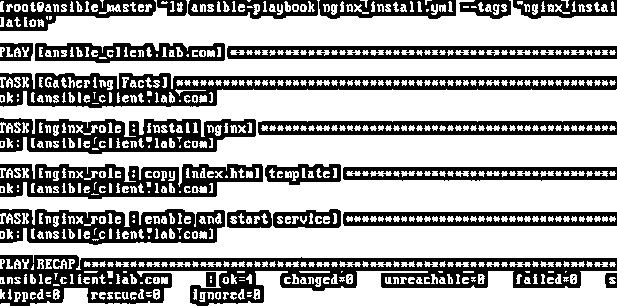 [root@ansible_master ~]# ansible-playbook nginx_install.yml --tags "nginx_instal
lation"
PLAY [ansible_client.lab.com] **************************************************
TASK [Gathering Facts] *********************************************************
ok: [ansible_client.lab.com]
TASK [nginx_role : install nginx] **********************************************
ok: [ansible_client.lab.com]
TASK [nginx_role : copy index.html template] ***********************************
ok: [ansible_client.lab.com]
TASK [nginx_role : enable and start service] ***********************************
ok: [ansible_client.lab.com]
PLAY RECAP *********************************************************************
ansible_client.lab.com     : ok=4    changed=0    unreachable=0    failed=0    s
kipped=0    rescued=0    ignored=0